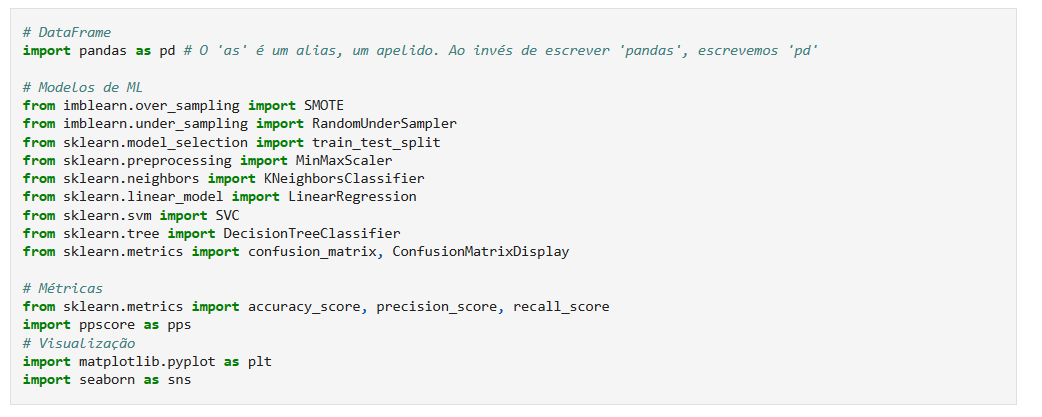 # DataFrame
import pandas as pd # O 'as' é um alias, um apelido. Ao invés de escrever 'pandas', escrevemos 'pd'
# Modelos de ML
from imblearn.over_sampling import SMOTE
from imblearn.under_sampling import RandomUnderSampler
from sklearn.model_selection import train_test_split
from sklearn.preprocessing import MinMaxScaler
from sklearn.neighbors import KNeighborsClassifier
from sklearn.linear_model import LinearRegression
from sklearn.svm import SVC
from sklearn.tree import DecisionTreeClassifier
from sklearn.metrics import confusion_matrix, ConfusionMatrixDisplay
# Métricas
from sklearn.metrics import accuracy_score, precision_score, recall_score
import ppscore as pps
# Visualização
import matplotlib.pyplot as plt
import seaborn as sns